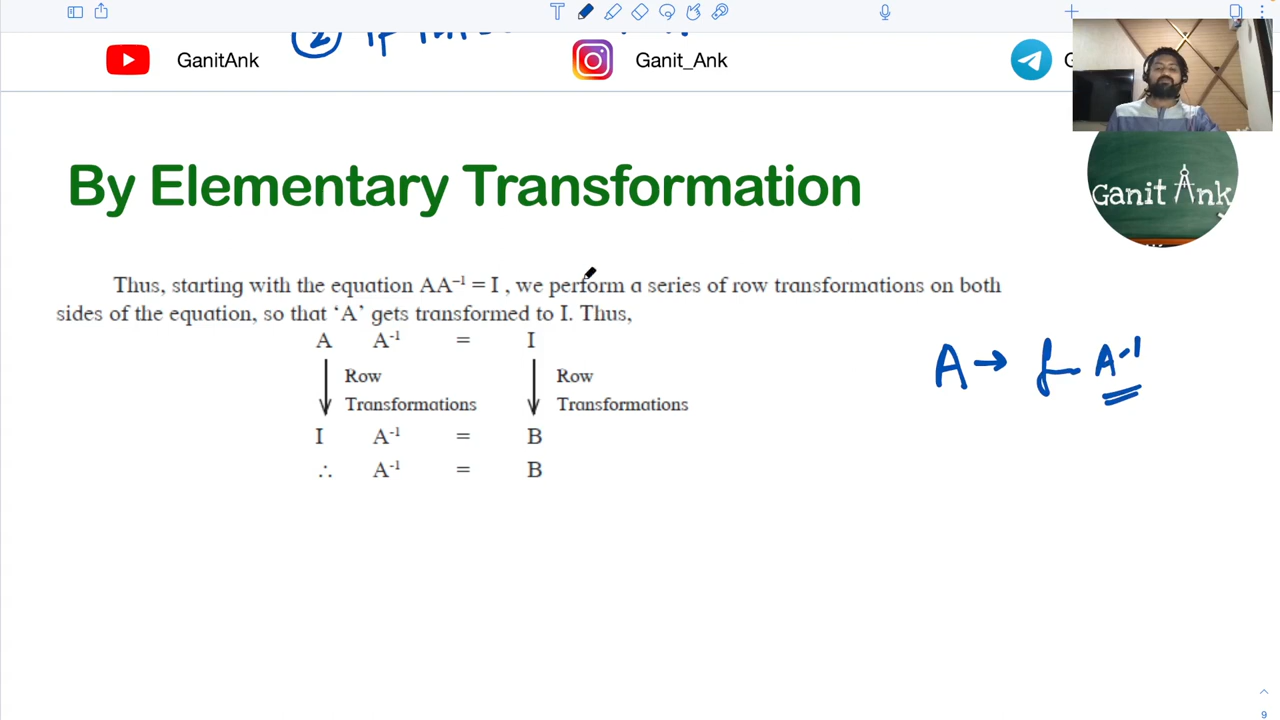 GanitAnk
Ganit_Ank
By Elementary Transformation
Ganit Ank
Thus, starting with the equation AA⁻¹ = I , we perform a series of row transformations on both
sides of the equation, so that ‘A’ gets transformed to I. Thus,
A A⁻¹ = I
Row Row
Transformations Transformations
I A⁻¹ = B
∴ A⁻¹ = B
A → A⁻¹
9